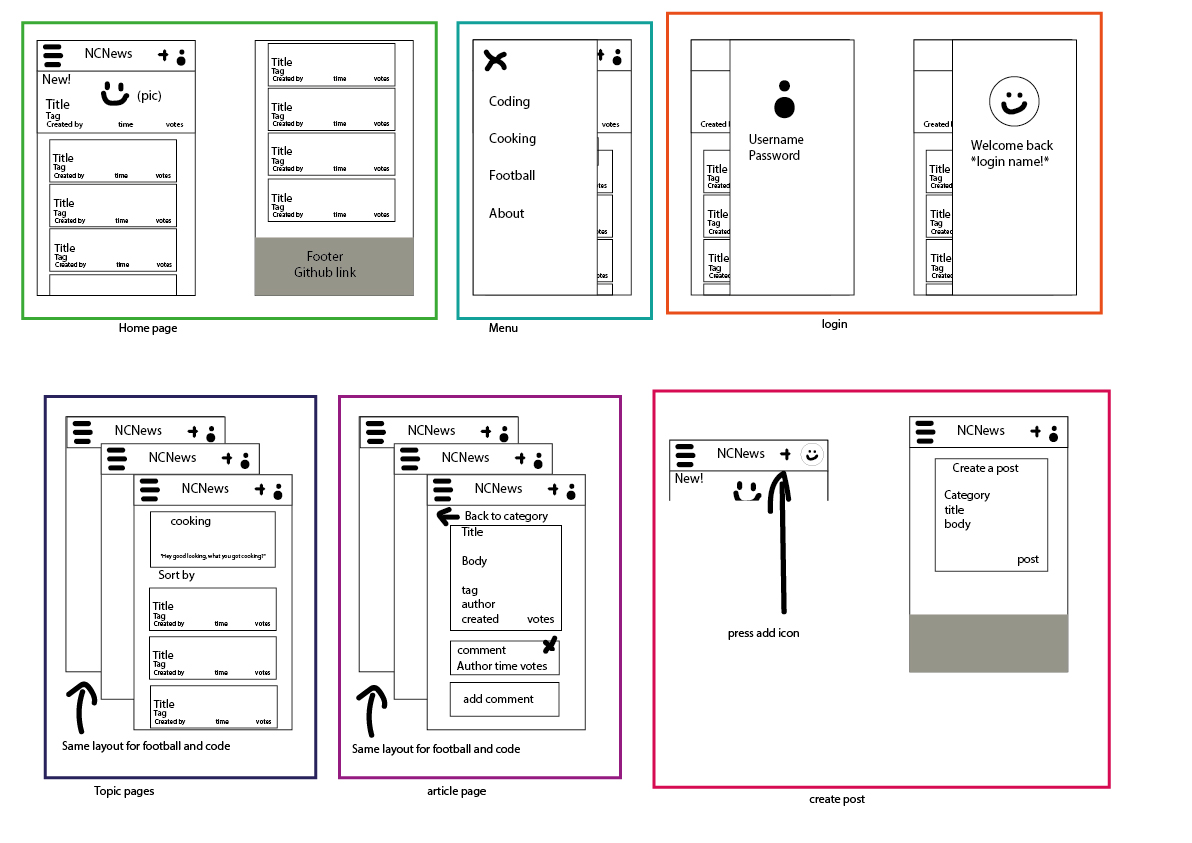 NCNews
New!
(pic)
Title
Tag
Created by time votes
Title
Tag
Created by time votes
Title
Tag
Created by time votes
Title
Tag
Created by time votes
Title
Tag
Created by time votes
Title
Tag
Created by time votes
Title
Tag
Created by time votes
Title
Tag
Created by time votes
Footer
Github link
Home page
Coding
Cooking
Football
About
votes
tes
tes
otes
Menu
Created l
Title
Tag
Created
Title
Tag
Created
Title
Tag
Created
Username
Password
Created l
Title
Tag
Created
Title
Tag
Created
Title
Tag
Created
Welcome back
*login name!*
login
NCNews
NCNews
NCNews
cooking
"Hey good looking, what you got cooking?"
Sort by
Title
Tag
Created by time votes
Title
Tag
Created by time votes
Title
Tag
Created by time votes
Same layout for football and code
Topic pages
NCNews
NCNews
NCNews
Back to category
Title
Body
tag
author
created votes
comment
Author time votes
add comment
Same layout for football and code
article page
NCNews
New!
press add icon
NCNews
Create a post
Category
title
body
post
create post